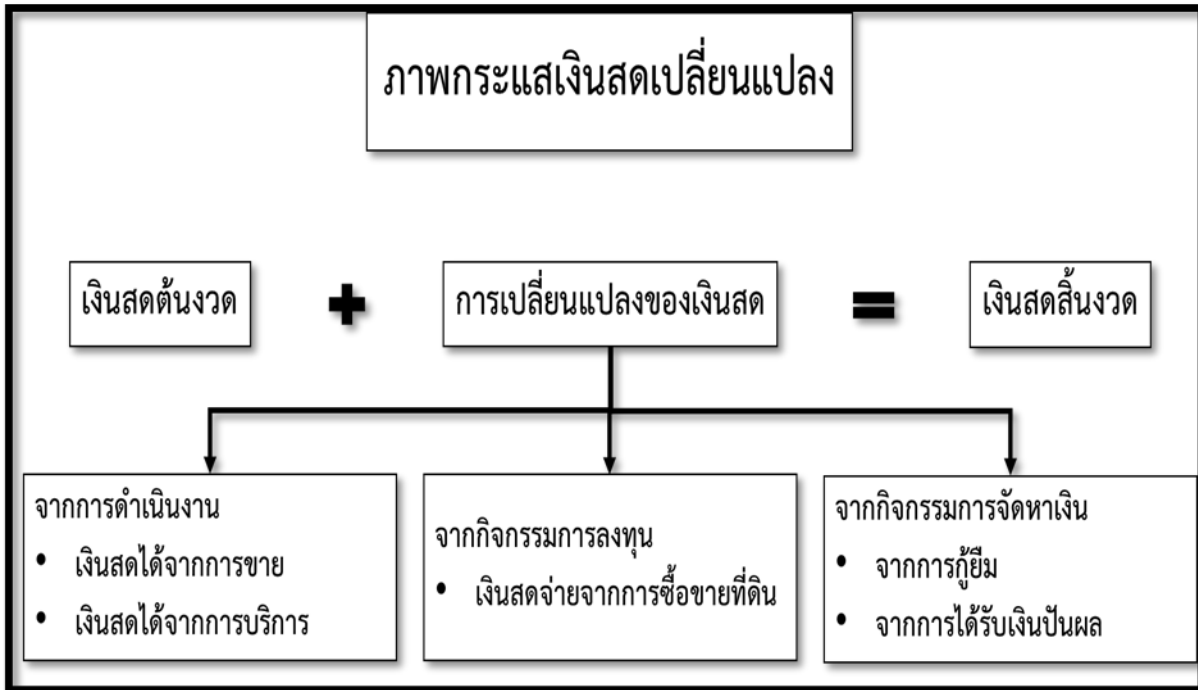 ภาพกระแสเงินสดเปลี่ยนแปลง
เงินสดต้นงวด + การเปลี่ยนแปลงของเงินสด = เงินสดสิ้นงวด
จากการดำเนินงาน
• เงินสดได้จากการขาย
• เงินสดได้จากการบริการ
จากกิจกรรมการลงทุน
• เงินสดจ่ายจากการซื้อขายที่ดิน
จากกิจกรรมการจัดหาเงิน
• จากการกู้ยืม
• จากการได้รับเงินปันผล